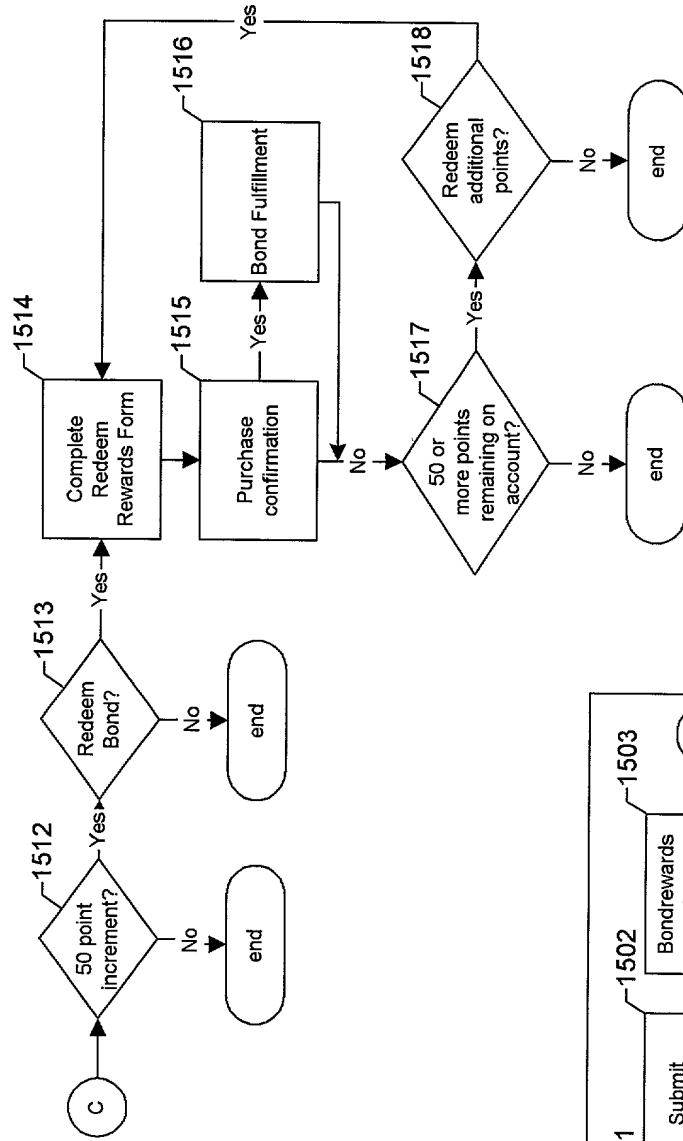 C
1512
50 point
increment?
Yes
No
end
1513
Redeem
Bond?
Yes
No
end
1514
Complete
Redeem
Rewards Form
1515
Purchase
confirmation
Yes
No
1516
Bond Fulfillment
1517
50 or
more points
remaining on
account?
Yes
No
end
1518
Redeem
additional
points?
Yes
No
end
1
1502
Submit
1503
Bondrewards